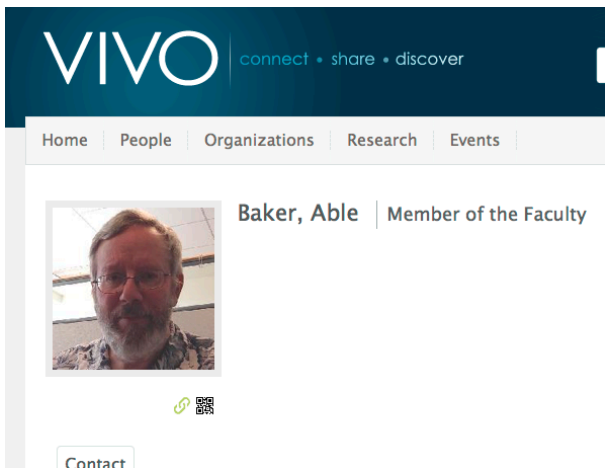 VIVO connect • share • discover
Home People Organizations Research Events
Baker, Able Member of the Faculty
Contact